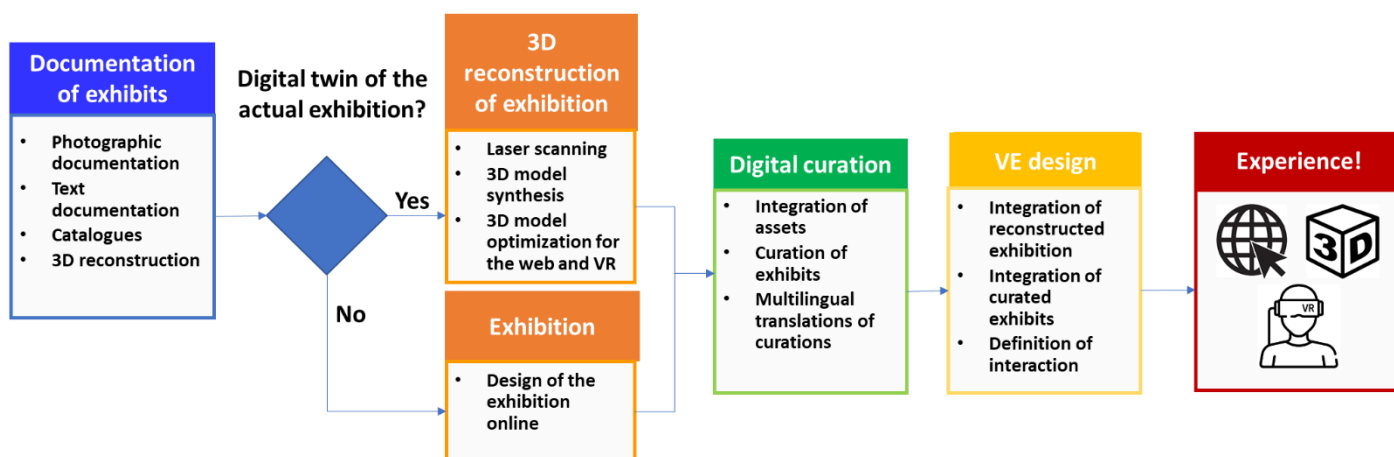 Documentation
of exhibits
• Photographic
documentation
• Text
documentation
• Catalogues
• 3D reconstruction
Digital twin of the
actual exhibition?
Yes
No
3D
reconstruction
of exhibition
• Laser scanning
• 3D model
synthesis
• 3D model
optimization for
the web and VR
Exhibition
• Design of the
exhibition
online
Digital curation
• Integration of
assets
• Curation of
exhibits
• Multilingual
translations of
curations
VE design
• Integration of
reconstructed
exhibition
• Integration of
curated
exhibits
• Definition of
interaction
Experience!
3D
VR